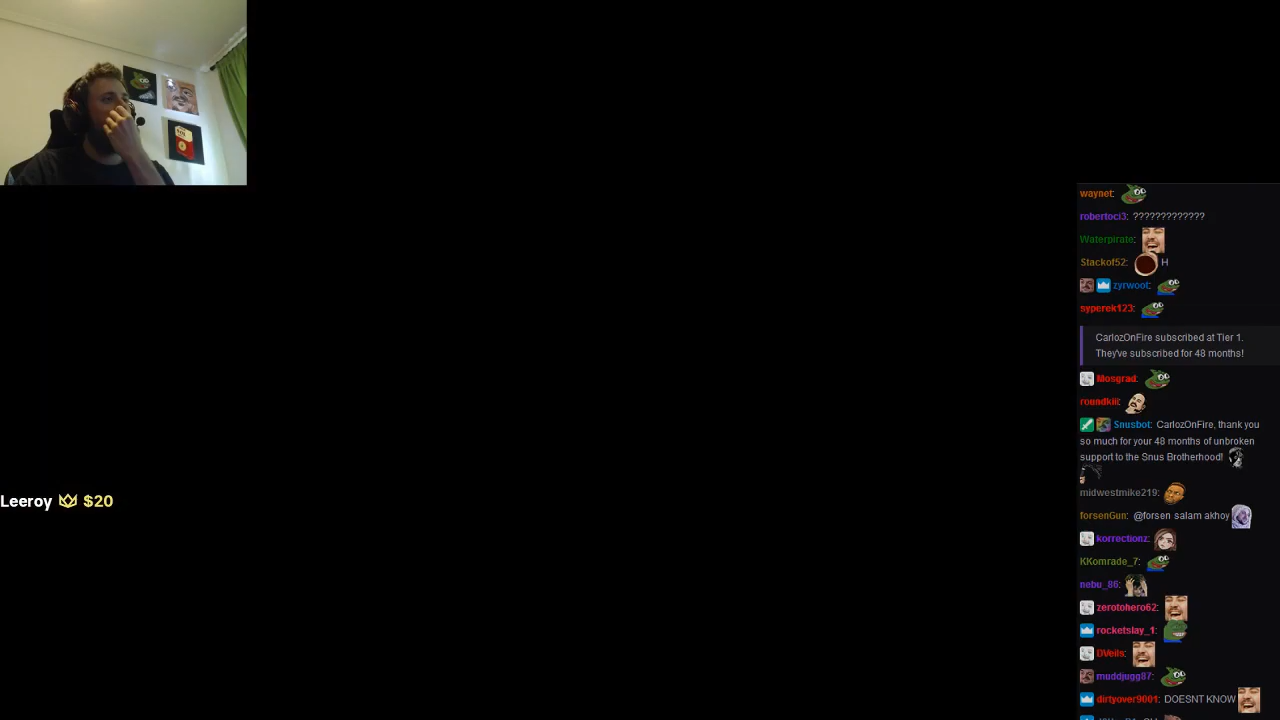 waynet:
robertoci3: ?????????????
Waterpirate:
Stackof52: H
zyrwoot:
syperek123:
CarlozOnFire subscribed at Tier 1.
They've subscribed for 48 months!
Mosgrad:
roundkiii:
Snusbot: CarlozOnFire, thank you
so much for your 48 months of unbroken
support to the Snus Brotherhood!
midwestmike219:
Leeroy $20
forsenGun: @forsen salam akhoy
korrectionz:
KKomrade_7:
nebu_86:
zerotohero62:
rocketslay_1:
DVeils:
muddjugg87:
dirtyover9001: DOESNT KNOW